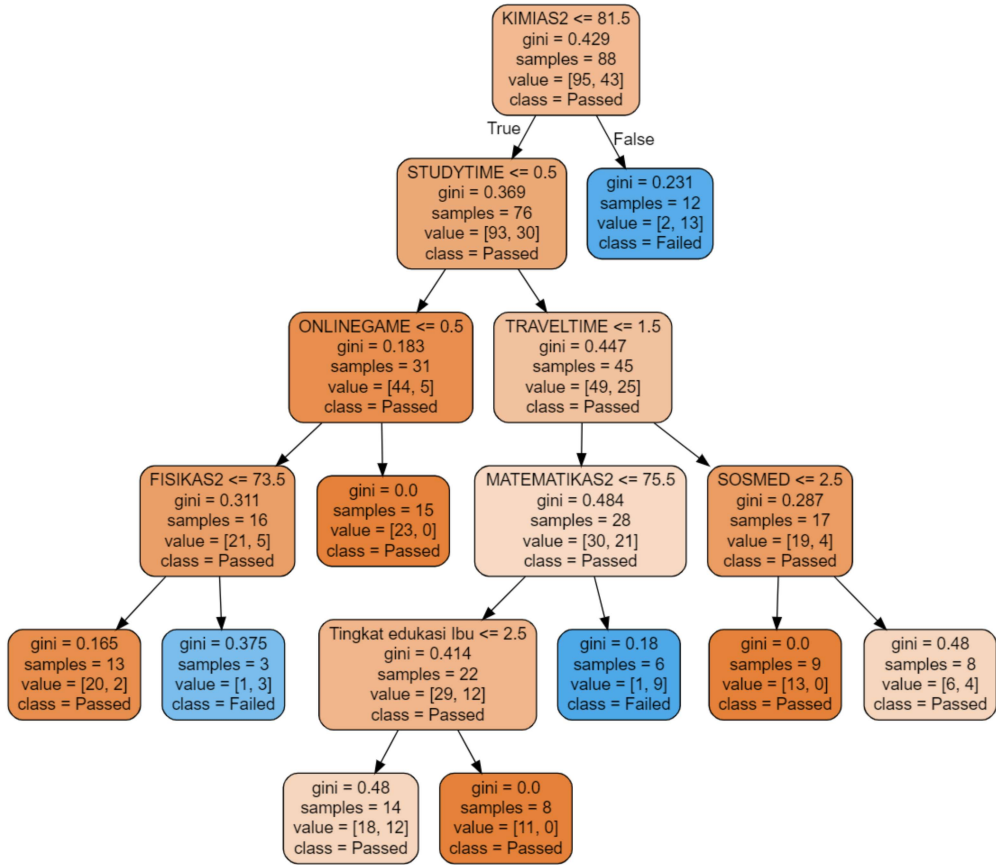 KIMIAS2 <= 81.5
gini = 0.429
samples = 88
value = [95, 43]
class = Passed
True
False
STUDYTIME <= 0.5
gini = 0.369
samples = 76
value = [93, 30]
class = Passed
gini = 0.231
samples = 12
value = [2, 13]
class = Failed
ONLINEGAME <= 0.5
gini = 0.183
samples = 31
value = [44, 5]
class = Passed
TRAVELTIME <= 1.5
gini = 0.447
samples = 45
value = [49, 25]
class = Passed
FISIKAS2 <= 73.5
gini = 0.311
samples = 16
value = [21, 5]
class = Passed
gini = 0.0
samples = 15
value = [23, 0]
class = Passed
MATEMATIKAS2 <= 75.5
gini = 0.484
samples = 28
value = [30, 21]
class = Passed
SOSMED <= 2.5
gini = 0.287
samples = 17
value = [19, 4]
class = Passed
gini = 0.165
samples = 13
value = [20, 2]
class = Passed
gini = 0.375
samples = 3
value = [1, 3]
class = Failed
Tingkat edukasi Ibu <= 2.5
gini = 0.414
samples = 22
value = [29, 12]
class = Passed
gini = 0.18
samples = 6
value = [1, 9]
class = Failed
gini = 0.0
samples = 9
value = [13, 0]
class = Passed
gini = 0.48
samples = 8
value = [6, 4]
class = Passed
gini = 0.48
samples = 14
value = [18, 12]
class = Passed
gini = 0.0
samples = 8
value = [11, 0]
class = Passed